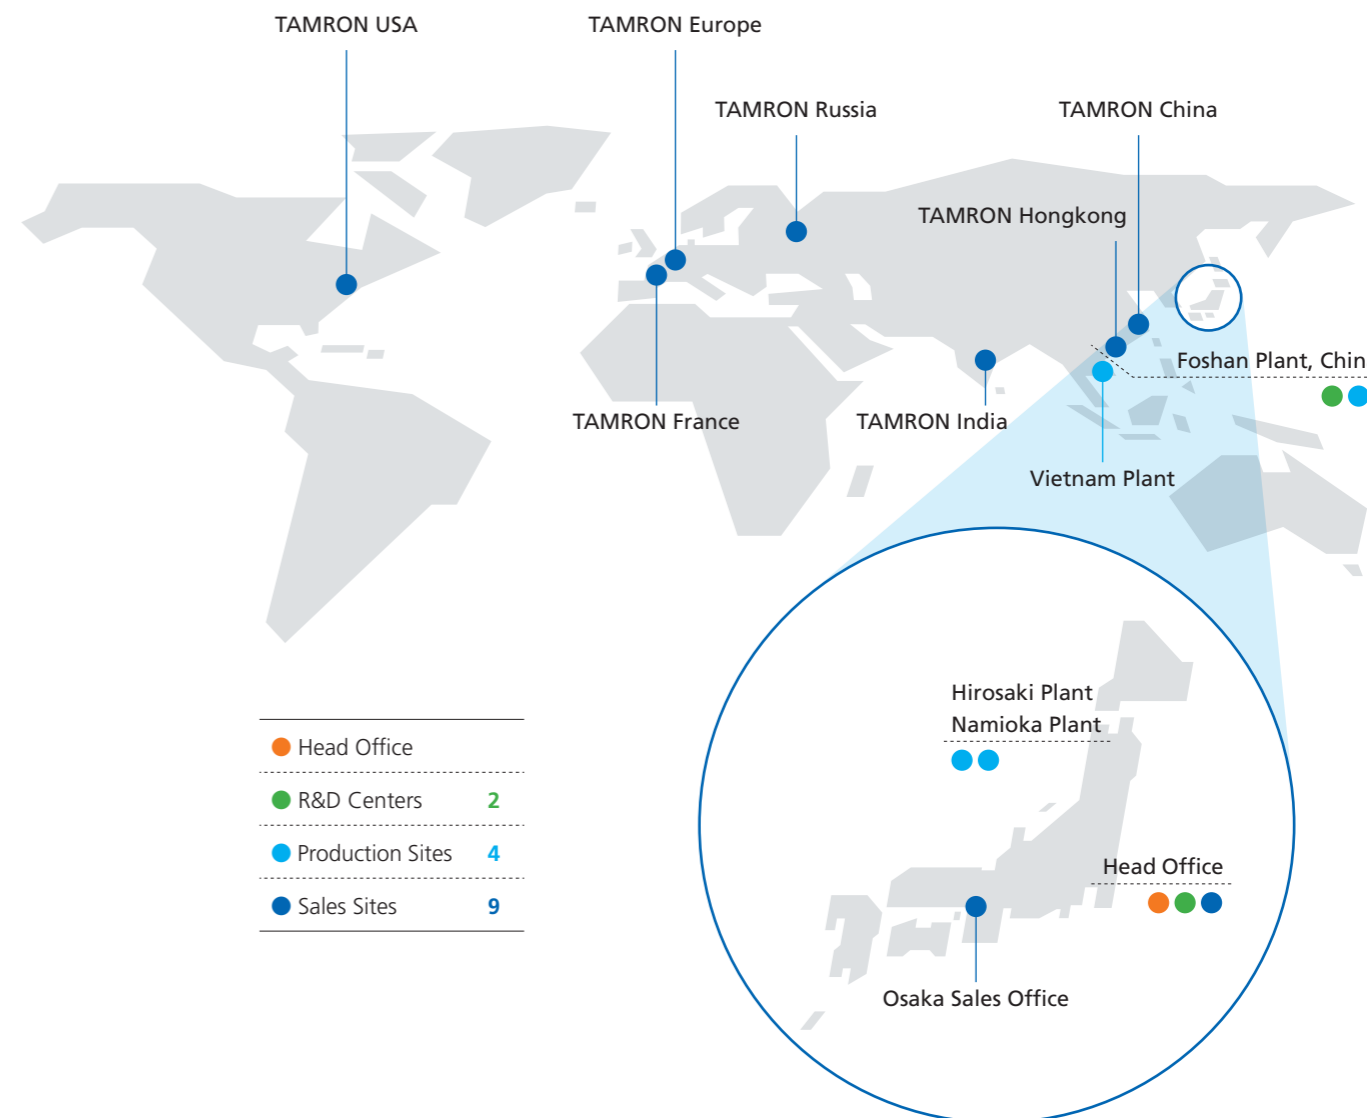 TAMRON USA
TAMRON Europe
TAMRON Russia
TAMRON China
TAMRON Hongkong
Foshan Plant, Chin
TAMRON France
TAMRON India
Vietnam Plant
Hirosaki Plant
Namioka Plant
Head Office
R&D Centers 2
Production Sites 4
Sales Sites 9
Head Office
Osaka Sales Office